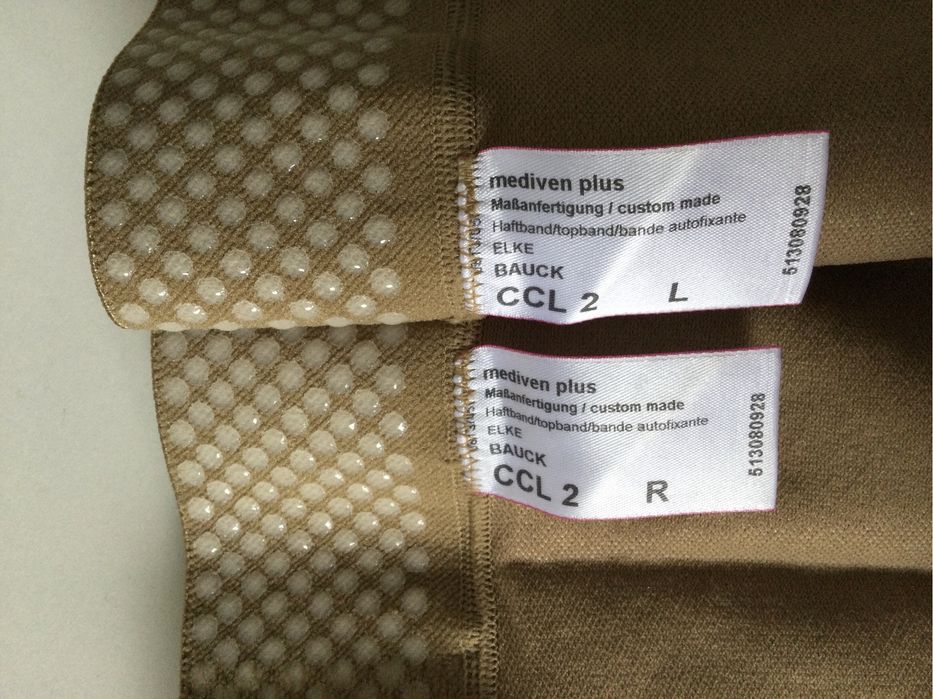 mediven plus
Maßanfertigung / custom made
Haftband/topband/bande autofixante
ELKE
BAUCK
CCL 2 L
513080928
mediven plus
Maßanfertigung / custom made
Haftband/topband/bande autofixante
ELKE
BAUCK
CCL 2 R
513080928